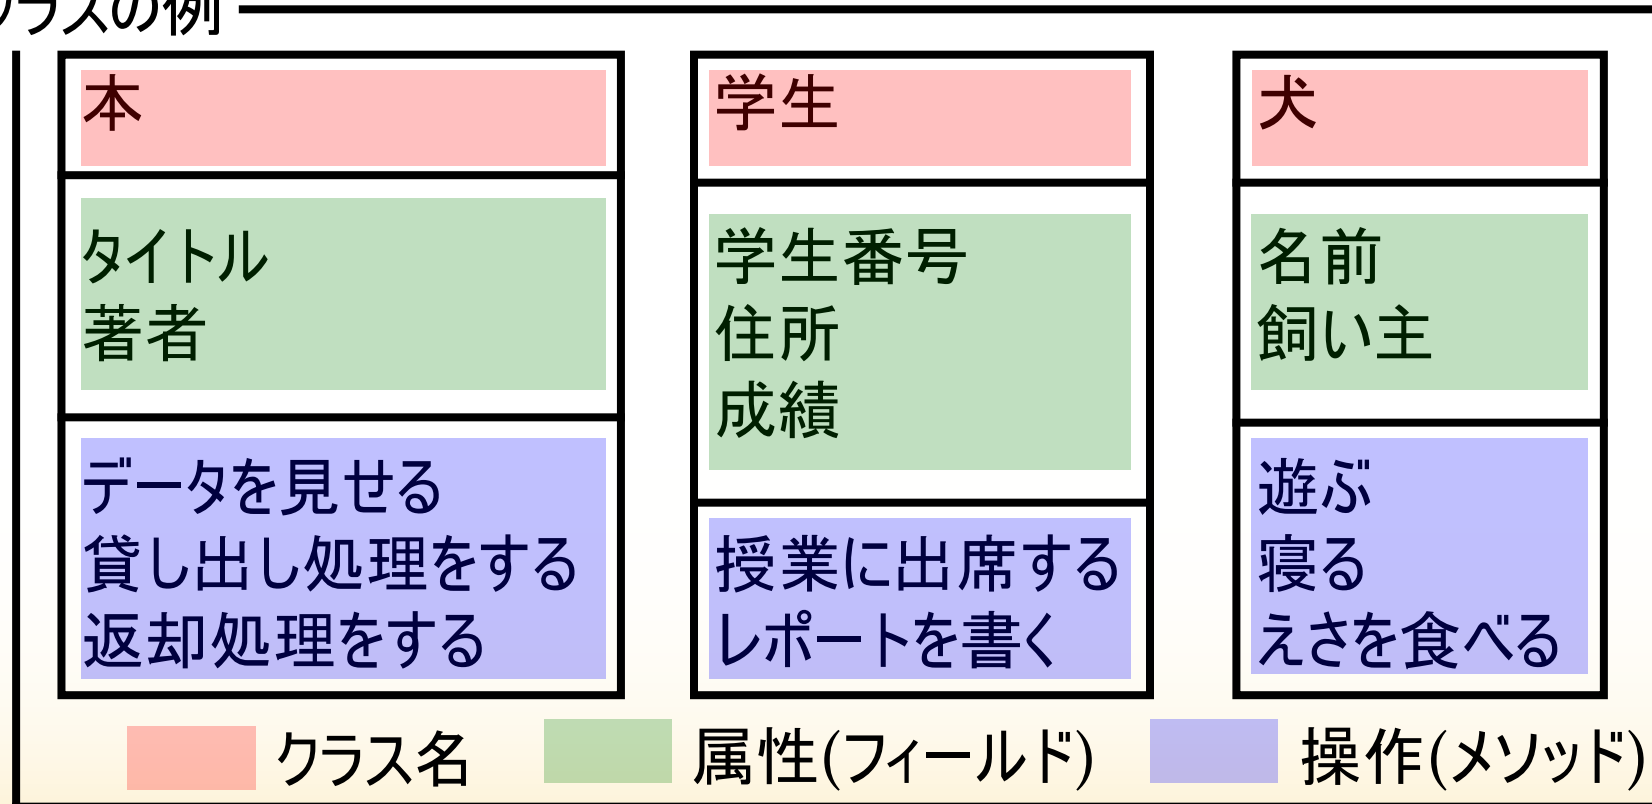 クラスの例
本
タイトル
著者
データを見せる
貸し出し処理をする
返却処理をする
学生
学生番号
住所
成績
授業に出席する
レポートを書く
犬
名前
飼い主
遊ぶ
寝る
えさを食べる
クラス名 属性(フィールド) 操作(メソッド)